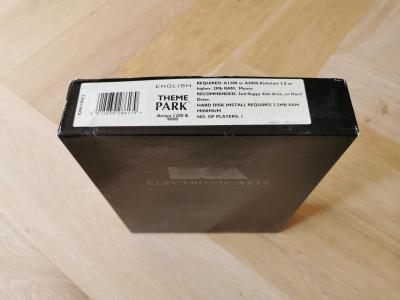 ENGLISH
THEME
PARK
Amiga 1200 &
4000
REQUIRED: A1200 or A4000, Kickstart 3.0 or
higher, 2Mb RAM, Mouse.
RECOMMENDED: 2nd floppy disk drive, or Hard
Drive.
HARD DISK INSTALL REQUIRES 3.5MB RAM
MINIMUM
NO. OF PLAYERS: 1.
ELECTRONIC ARTS